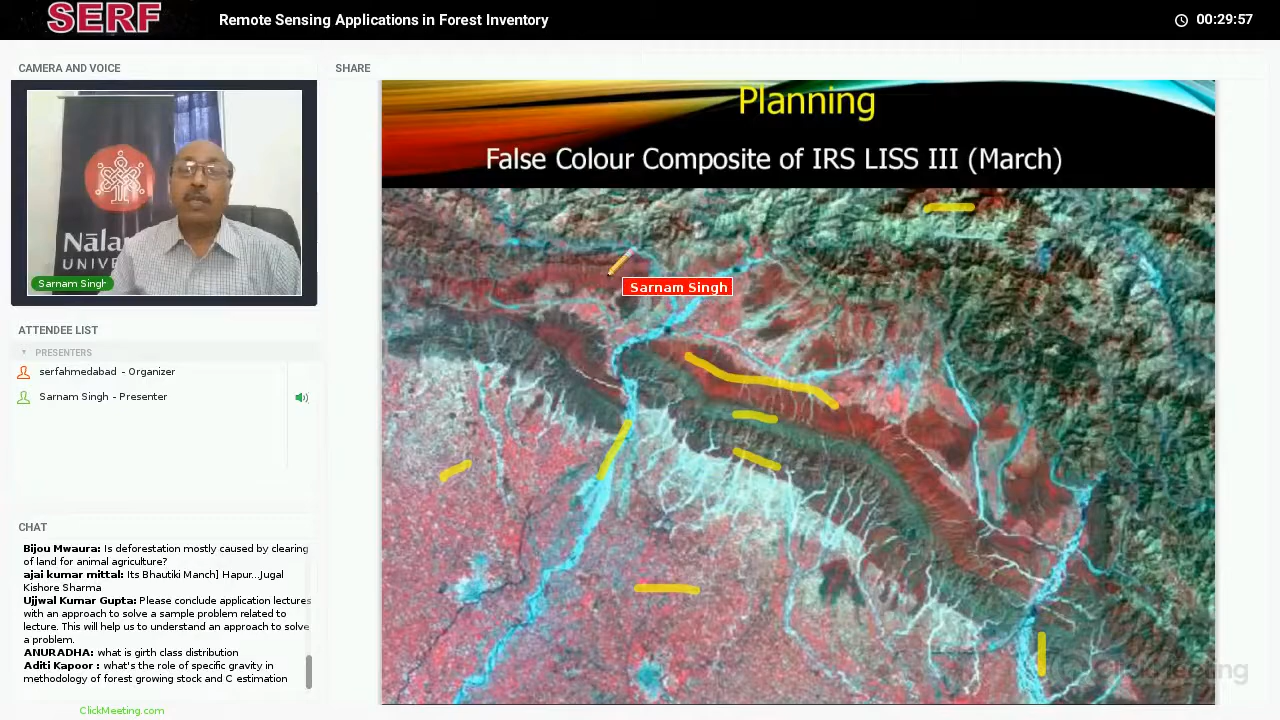 SERF
Remote Sensing Applications in Forest Inventory
00:29:57
CAMERA AND VOICE
SHARE
Nālan
UNIVE
Sarnam Singh
Planning
False Colour Composite of IRS LISS III (March)
Sarnam Singh
ATTENDEE LIST
PRESENTERS
serfahmedabad - Organizer
Sarnam Singh - Presenter
CHAT
Bijou Mwaura: Is deforestation mostly caused by clearing
of land for animal agriculture?
ajai kumar mittal: Its Bhautiki Manch] Hapur...Jugal
Kishore Sharma
Ujjwal Kumar Gupta: Please conclude application lectures
with an approach to solve a sample problem related to
lecture. This will help us to understand an approach to solve
a problem.
ANURADHA: what is girth class distribution
Aditi Kapoor : what's the role of specific gravity in
methodology of forest growing stock and C estimation
ClickMeeting.com
ClickMeeting